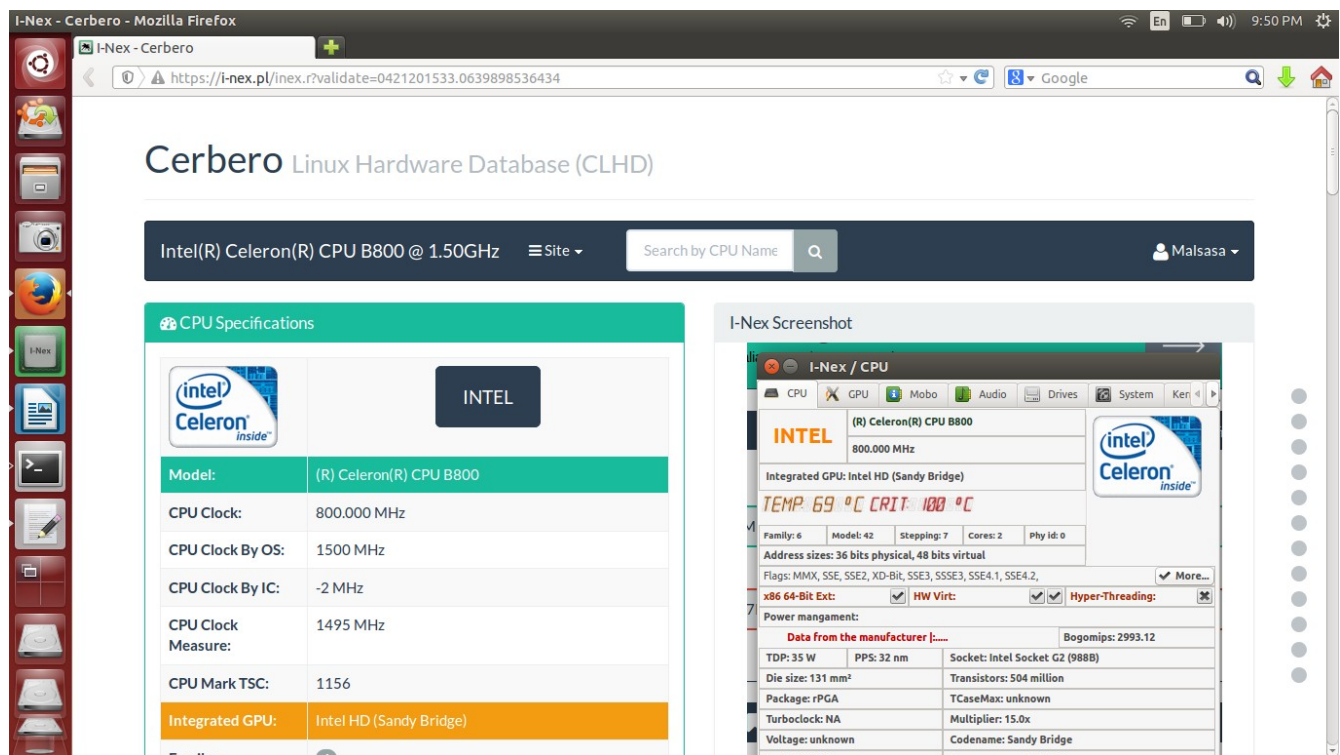 I-Nex - Cerbero - Mozilla Firefox
En
9:50 PM
I-Nex - Cerbero
https://i-nex.pl/inex.r?validate=0421201533.0639898536434
Google
Cerbero Linux Hardware Database (CLHD)
Intel(R) Celeron(R) CPU B800 @ 1.50GHz
Site
Search by CPU Name
Malsasa
I-Nex
CPU Specifications
intel
Celeron
inside
INTEL
Model: (R) Celeron(R) CPU B800
CPU Clock: 800.000 MHz
CPU Clock By OS: 1500 MHz
CPU Clock By IC: -2 MHz
CPU Clock Measure: 1495 MHz
CPU Mark TSC: 1156
Integrated GPU: Intel HD (Sandy Bridge)
I-Nex Screenshot
I-Nex / CPU
CPU GPU Mobo Audio Drives System Ker
INTEL
(R) Celeron(R) CPU B800
800.000 MHz
Integrated GPU: Intel HD (Sandy Bridge)
intel
Celeron
inside
TEMP: 69 ºC CRIT: 100 ºC
Family: 6 Model: 42 Stepping: 7 Cores: 2 Phy id: 0
Address sizes: 36 bits physical, 48 bits virtual
Flags: MMX, SSE, SSE2, XD-Bit, SSE3, SSSE3, SSE4.1, SSE4.2,
More...
x86 64-Bit Ext: HW Virt: Hyper-Threading:
Power mangament:
Data from the manufacturer |:.....
Bogomips: 2993.12
TDP: 35 W PPS: 32 nm Socket: Intel Socket G2 (988B)
Die size: 131 mm² Transistors: 504 million
Package: rPGA TCaseMax: unknown
Turboclock: NA Multiplier: 15.0x
Voltage: unknown Codename: Sandy Bridge